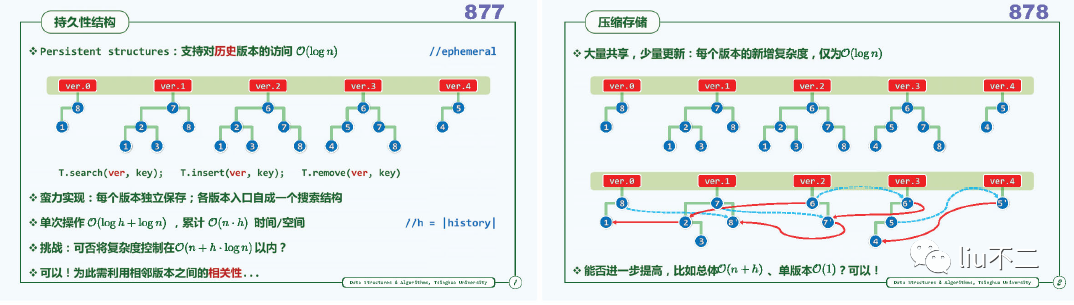 877
持久性结构
❖ Persistent structures：支持对历史版本的访问 O(log n) //ephemeral
ver.0 ver.1 ver.2 ver.3 ver.4
8 7 6 6 5
1 2 8 2 7 5 7 4
1 3 1 3 8 4 8
T.search(ver, key); T.insert(ver, key); T.remove(ver, key)
❖ 蛮力实现：每个版本独立保存；各版本入口自成一个搜索结构
❖ 单次操作 O(log h + log n) ，累计 O(n · h) 时间/空间 //h = |history|
❖ 挑战：可否将复杂度控制在O(n + h · log n)以内？
❖ 可以！为此需利用相邻版本之间的相关性...
Data Structures & Algorithms, Tsinghua University
1
878
压缩存储
❖ 大量共享，少量更新：每个版本的新增复杂度，仅为O(log n)
ver.0 ver.1 ver.2 ver.3 ver.4
8 7 6 6 5
1 2 8 2 7 5 7 4
1 3 1 3 8 4 8
ver.0 ver.1 ver.2 ver.3 ver.4
8 7 6 6 5
1 2 7 5
3 4
❖ 能否进一步提高，比如总体O(n + h) 、单版本O(1)？可以！
Data Structures & Algorithms, Tsinghua University
2
liu不二